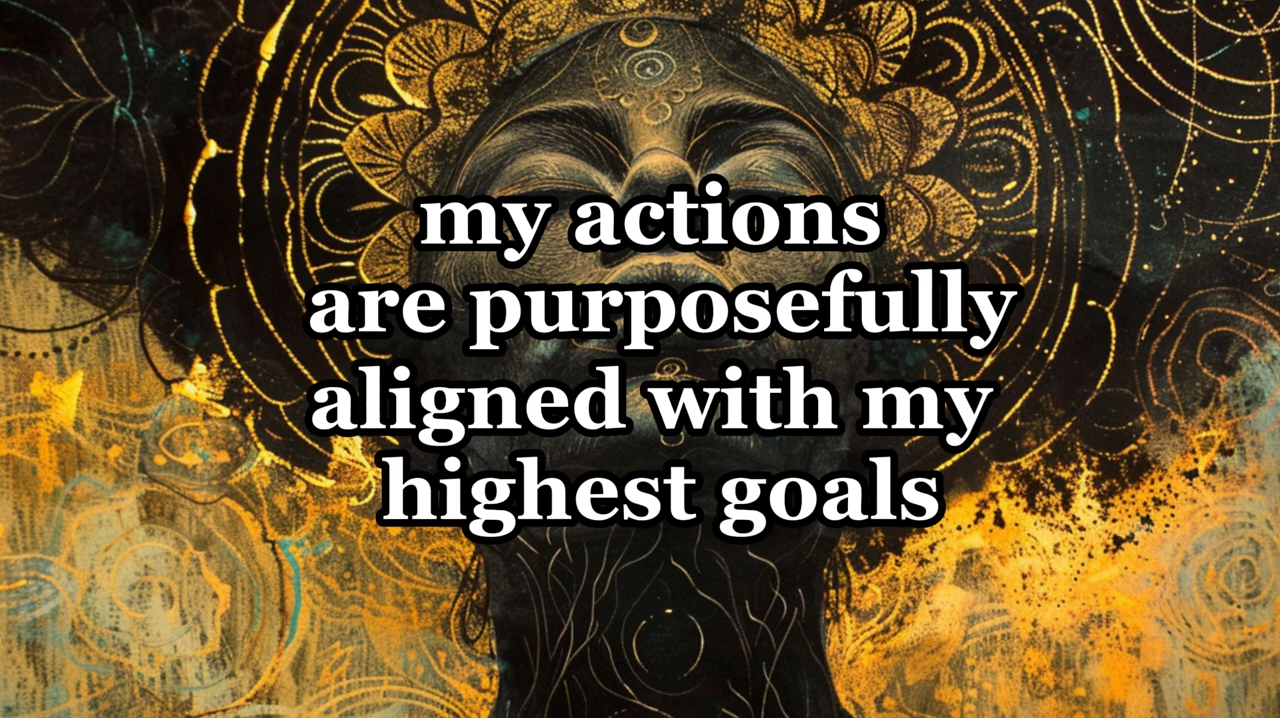 my actions
are purposefully
aligned with my
highest goals